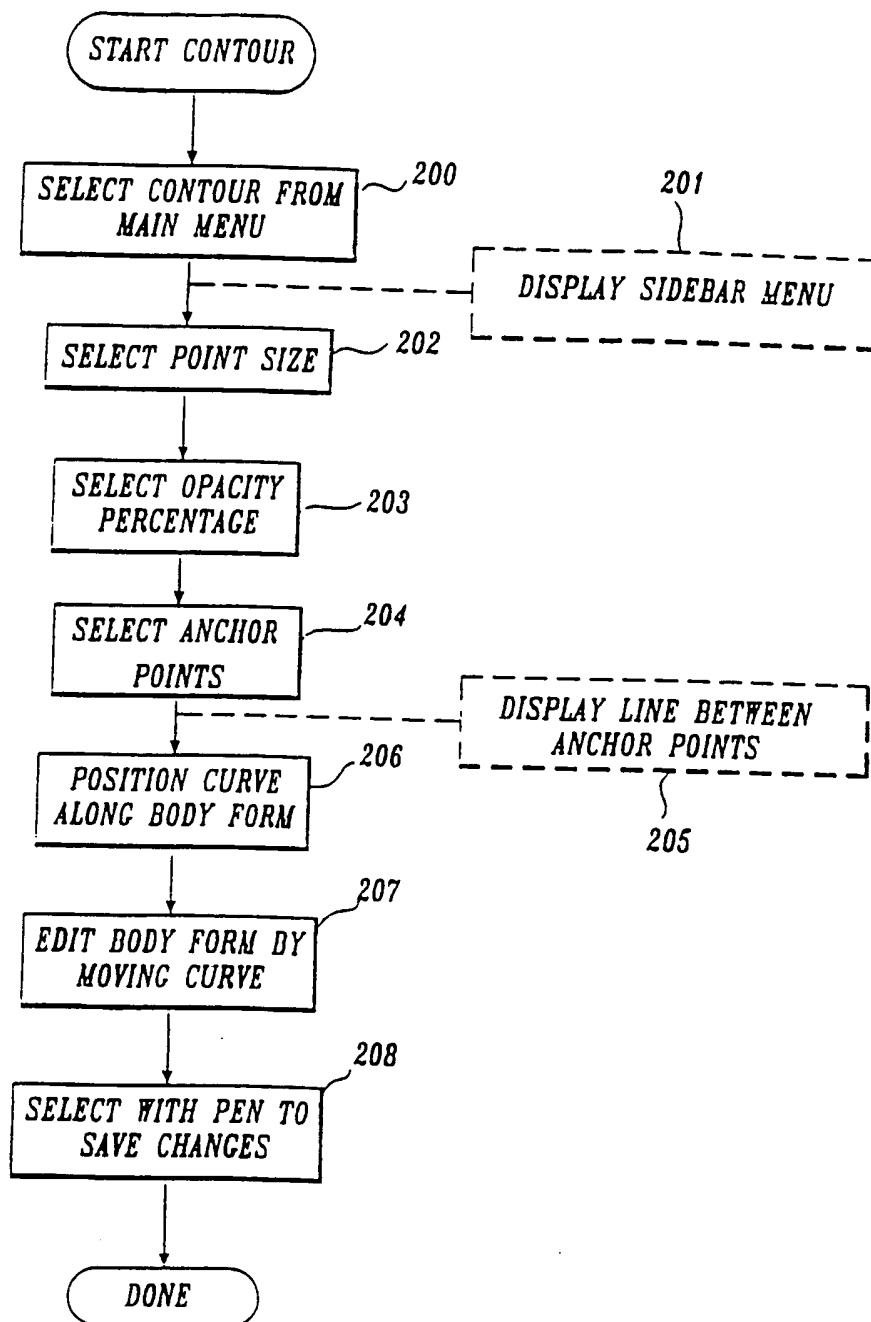 START CONTOUR
200
SELECT CONTOUR FROM
MAIN MENU
201
DISPLAY SIDEBAR MENU
SELECT POINT SIZE
202
SELECT OPACITY
PERCENTAGE
203
204
SELECT ANCHOR
POINTS
DISPLAY LINE BETWEEN
ANCHOR POINTS
205
206
POSITION CURVE
ALONG BODY FORM
207
EDIT BODY FORM BY
MOVING CURVE
208
SELECT WITH PEN TO
SAVE CHANGES
DONE